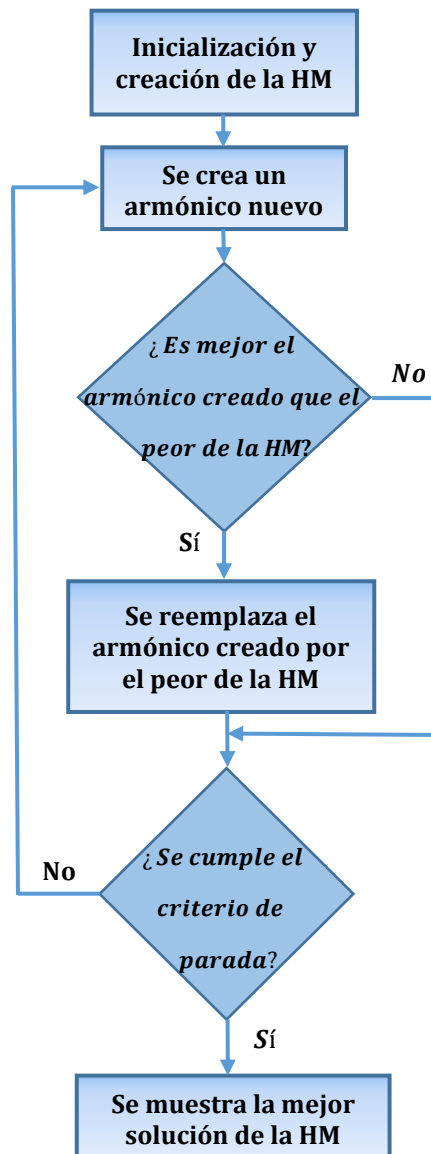 Inicialización y
creación de la HM
Se crea un
armónico nuevo
¿Es mejor el
armónico creado que el
peor de la HM?
No
Sí
Se reemplaza el
armónico creado por
el peor de la HM
No
¿Se cumple el
criterio de
parada?
Sí
Se muestra la mejor
solución de la HM